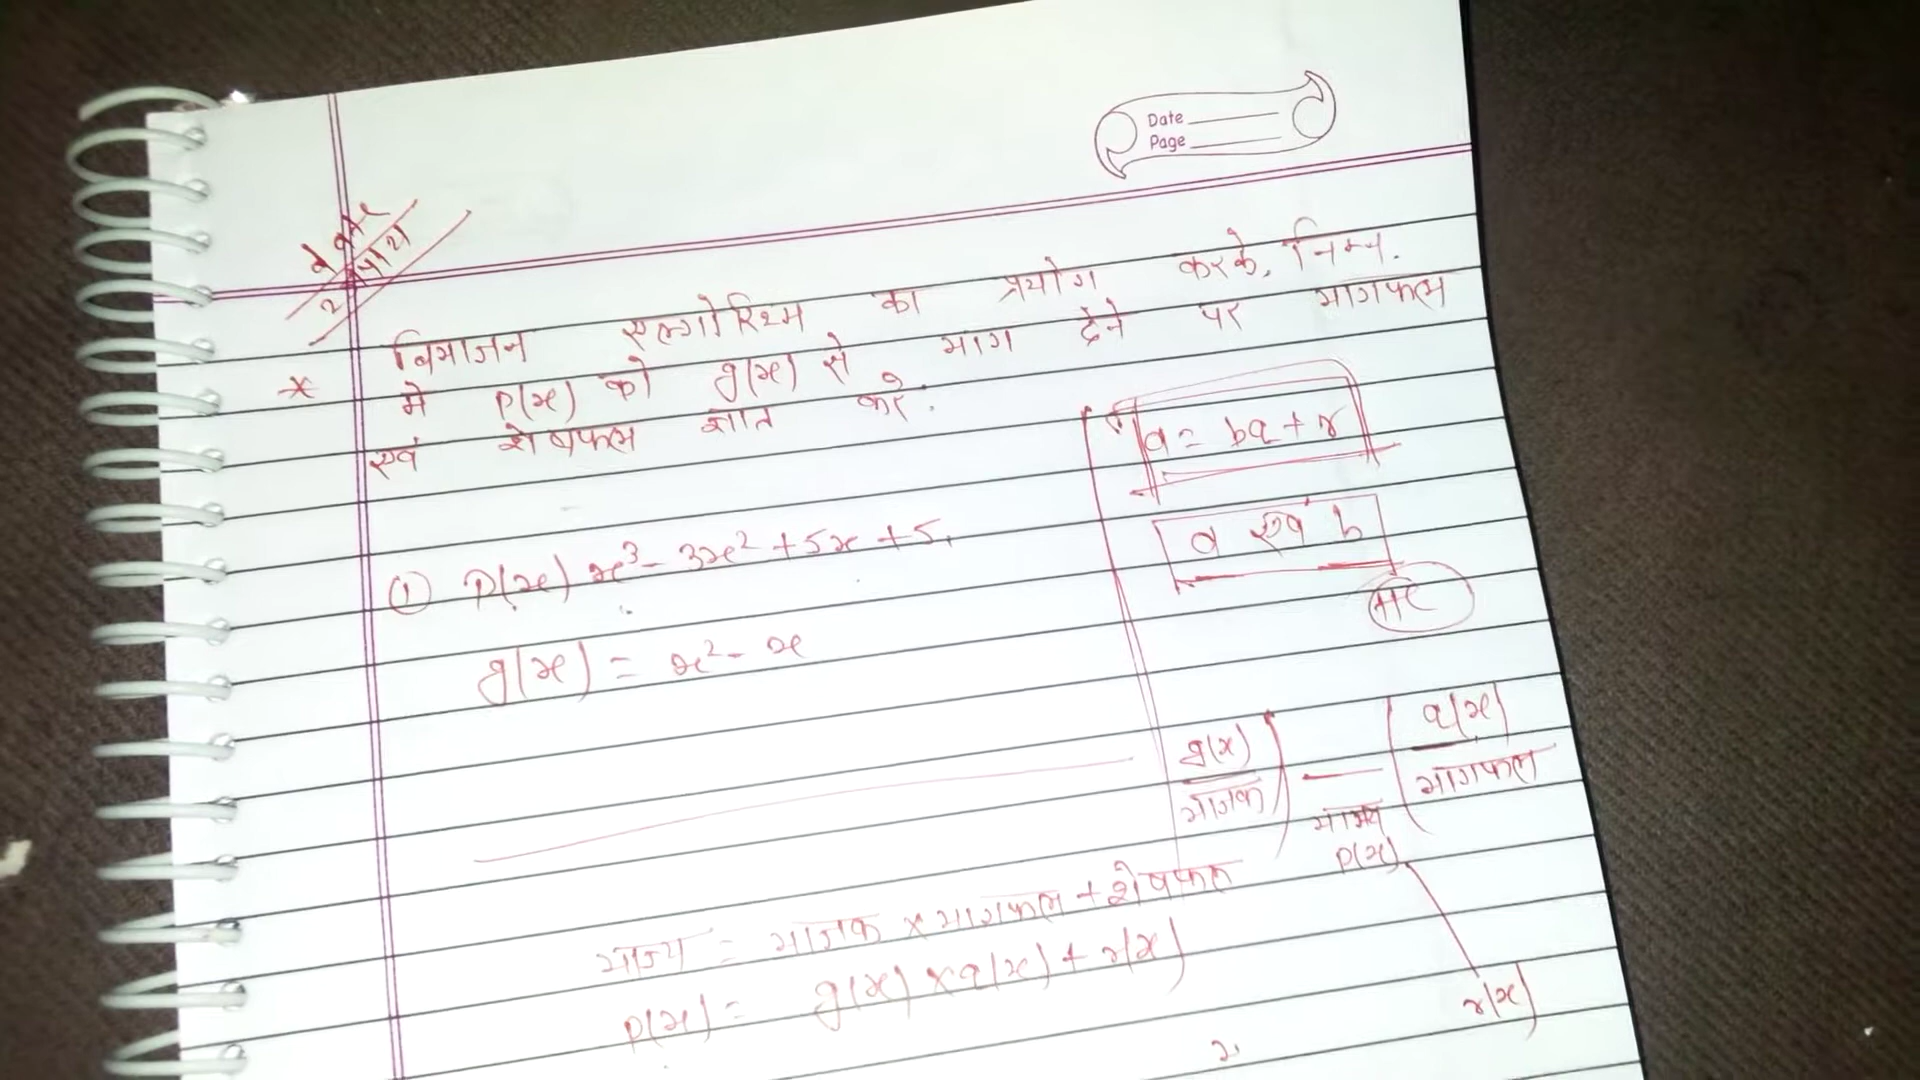 Date
Page
विभाजन एल्गोरिथ्म का प्रयोग करके, निम्न.
में p(x) को g(x) से भाग देने पर भागफल
एवं शेषफल ज्ञात करे.
a = bq + r
a एवं b
① P(x) x³ - 3x² + 5x + 5,
g(x) = x² - x
g(x) q(x)
भाजक भागफल
भाज्य
p(x)
भाज्य = भाजक × भागफल + शेषफल
p(x) = g(x) × q(x) + r(x)
r(x)